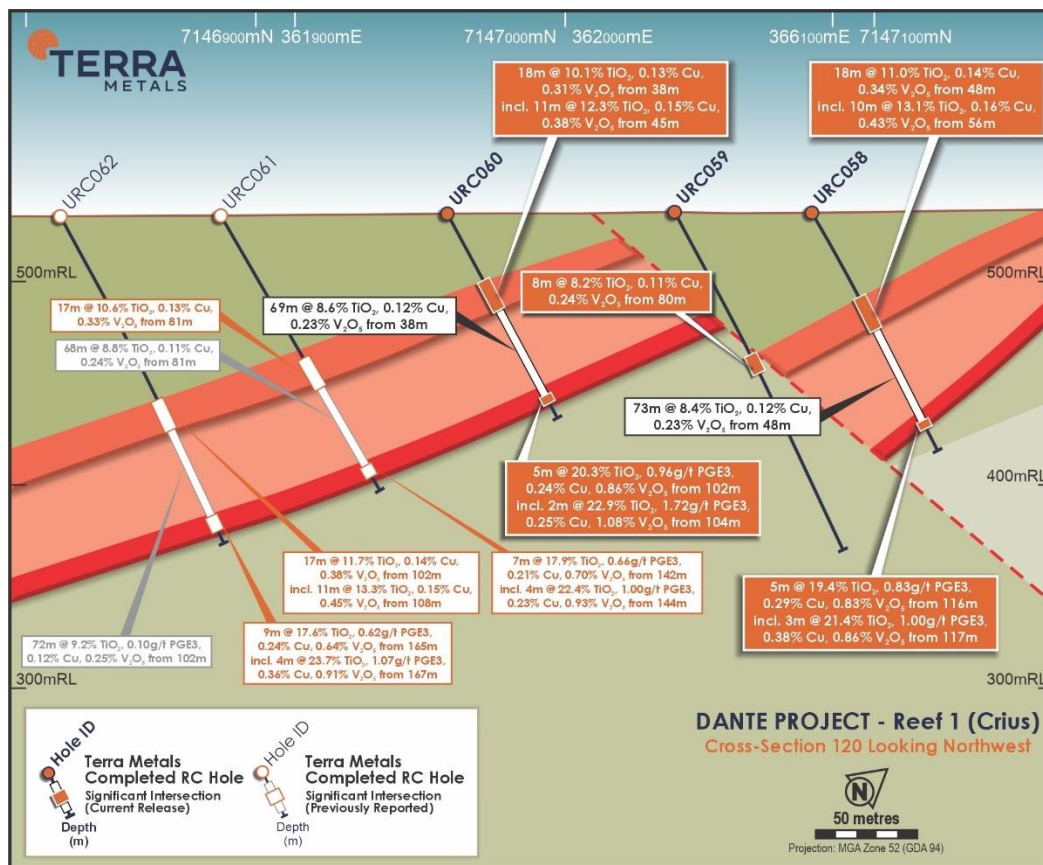 7146900mN 361900mE 7147000mN 362000mE 366100mE 7147100mN
TERRA
METALS
18m @ 10.1% TiO₂, 0.13% Cu,
0.31% V₂O₅ from 38m
incl. 11m @ 12.3% TiO₂, 0.15% Cu,
0.38% V₂O₅ from 45m
18m @ 11.0% TiO₂, 0.14% Cu,
0.34% V₂O₅ from 48m
incl. 10m @ 13.1% TiO₂, 0.16% Cu,
0.43% V₂O₅ from 56m
URC062
URC061
URC060
URC059
URC058
500mRL
500mRL
17m @ 10.6% TiO₂, 0.13% Cu,
0.33% V₂O₅ from 81m
68m @ 8.8% TiO₂, 0.11% Cu,
0.24% V₂O₅ from 81m
69m @ 8.6% TiO₂, 0.12% Cu,
0.23% V₂O₅ from 38m
8m @ 8.2% TiO₂, 0.11% Cu,
0.24% V₂O₅ from 80m
73m @ 8.4% TiO₂, 0.12% Cu,
0.23% V₂O₅ from 48m
400mRL
5m @ 20.3% TiO₂, 0.96g/t PGE3,
0.24% Cu, 0.86% V₂O₅ from 102m
incl. 2m @ 22.9% TiO₂, 1.72g/t PGE3,
0.25% Cu, 1.08% V₂O₅ from 104m
17m @ 11.7% TiO₂, 0.14% Cu,
0.38% V₂O₅ from 102m
incl. 11m @ 13.3% TiO₂, 0.15% Cu,
0.45% V₂O₅ from 108m
7m @ 17.9% TiO₂, 0.66g/t PGE3,
0.21% Cu, 0.70% V₂O₅ from 142m
incl. 4m @ 22.4% TiO₂, 1.00g/t PGE3,
0.23% Cu, 0.93% V₂O₅ from 144m
5m @ 19.4% TiO₂, 0.83g/t PGE3,
0.29% Cu, 0.83% V₂O₅ from 116m
incl. 3m @ 21.4% TiO₂, 1.00g/t PGE3,
0.38% Cu, 0.86% V₂O₅ from 117m
72m @ 9.2% TiO₂, 0.10g/t PGE3,
0.12% Cu, 0.25% V₂O₅ from 102m
9m @ 17.6% TiO₂, 0.62g/t PGE3,
0.24% Cu, 0.64% V₂O₅ from 165m
incl. 4m @ 23.7% TiO₂, 1.07g/t PGE3,
0.36% Cu, 0.91% V₂O₅ from 167m
300mRL
300mRL
Hole ID
Terra Metals
Completed RC Hole
Significant Intersection
(Current Release)
Depth
(m)
Hole ID
Terra Metals
Completed RC Hole
Significant Intersection
(Previously Reported)
Depth
(m)
DANTE PROJECT - Reef 1 (Crius)
Cross-Section 120 Looking Northwest
N
50 metres
Projection: MGA Zone 52 (GDA 94)